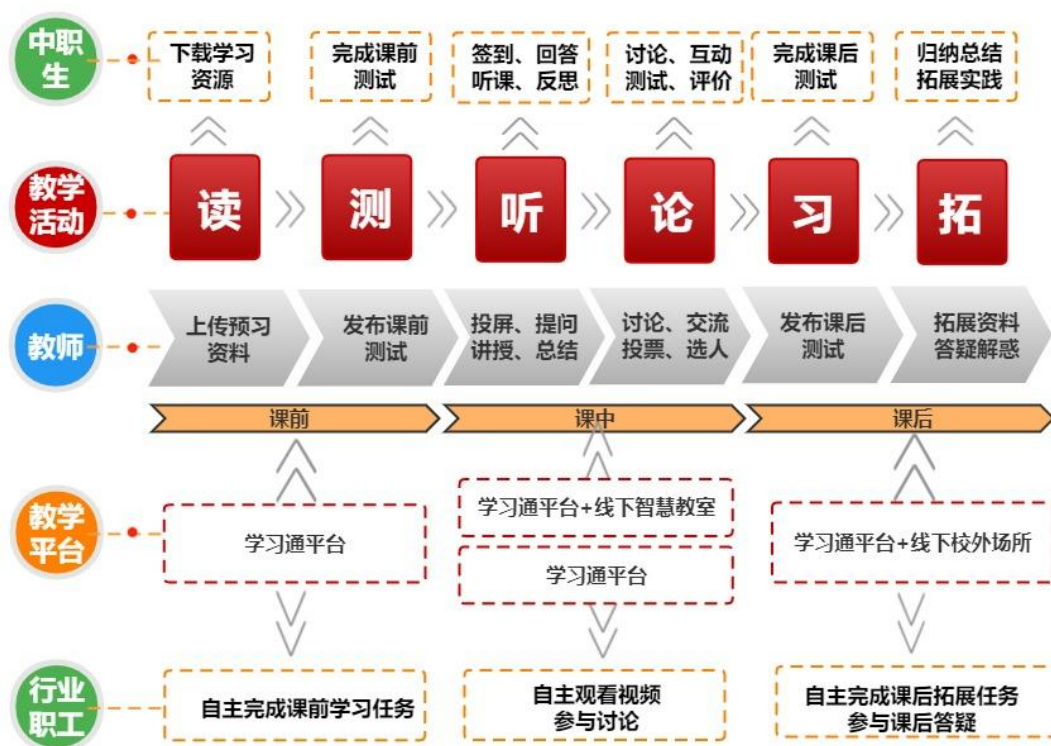 中职
生
下载学习
资源
完成课前
测试
签到、回答
听课、反思
讨论、互动
测试、评价
完成课后
测试
归纳总结
拓展实践
教学
活动
读
测
听
论
习
拓
教师
上传预习
资料
发布课前
测试
投屏、提问
讲授、总结
讨论、交流
投票、选人
发布课后
测试
拓展资料
答疑解惑
课前
课中
课后
教学
平台
学习通平台
学习通平台+线下智慧教室
学习通平台
学习通平台+线下校外场所
行业
职工
自主完成课前学习任务
自主观看视频
参与讨论
自主完成课后拓展任务
参与课后答疑